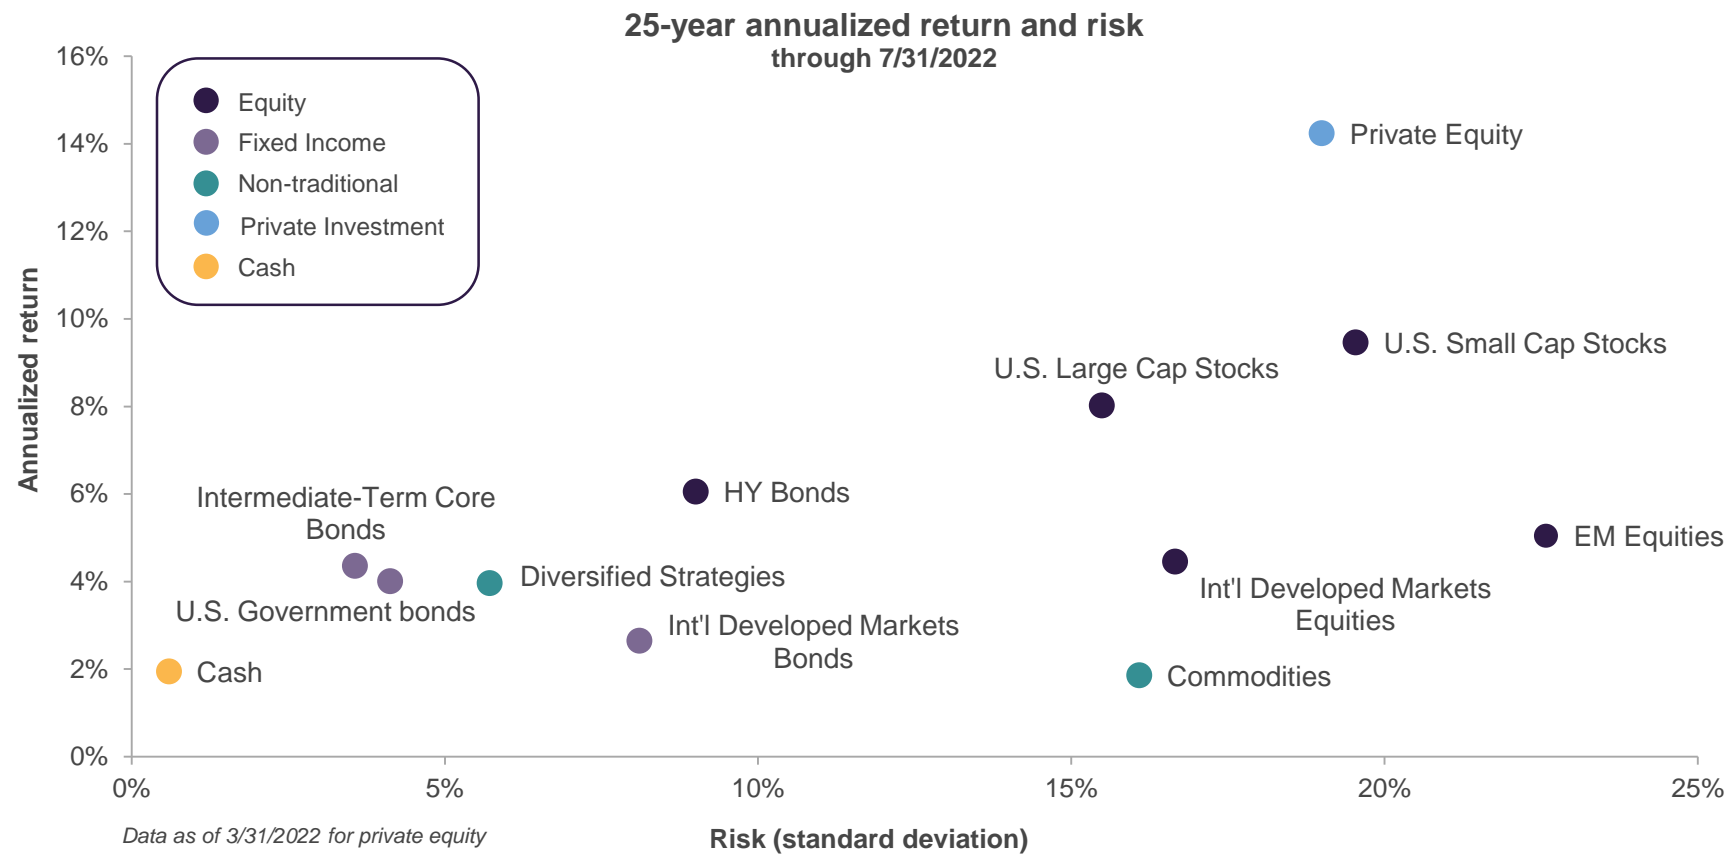 25-year annualized return and risk
through 7/31/2022
16%
14%
12%
10%
8%
6%
4%
2%
0%
Annualized return
Equity
Fixed Income
Non-traditional
Private Investment
Cash
Private Equity
U.S. Small Cap Stocks
U.S. Large Cap Stocks
HY Bonds
Intermediate-Term Core
Bonds
EM Equities
Diversified Strategies
Int'l Developed Markets
Equities
U.S. Government bonds
Int'l Developed Markets
Bonds
Cash
Commodities
0%
5%
10%
15%
20%
25%
Data as of 3/31/2022 for private equity
Risk (standard deviation)